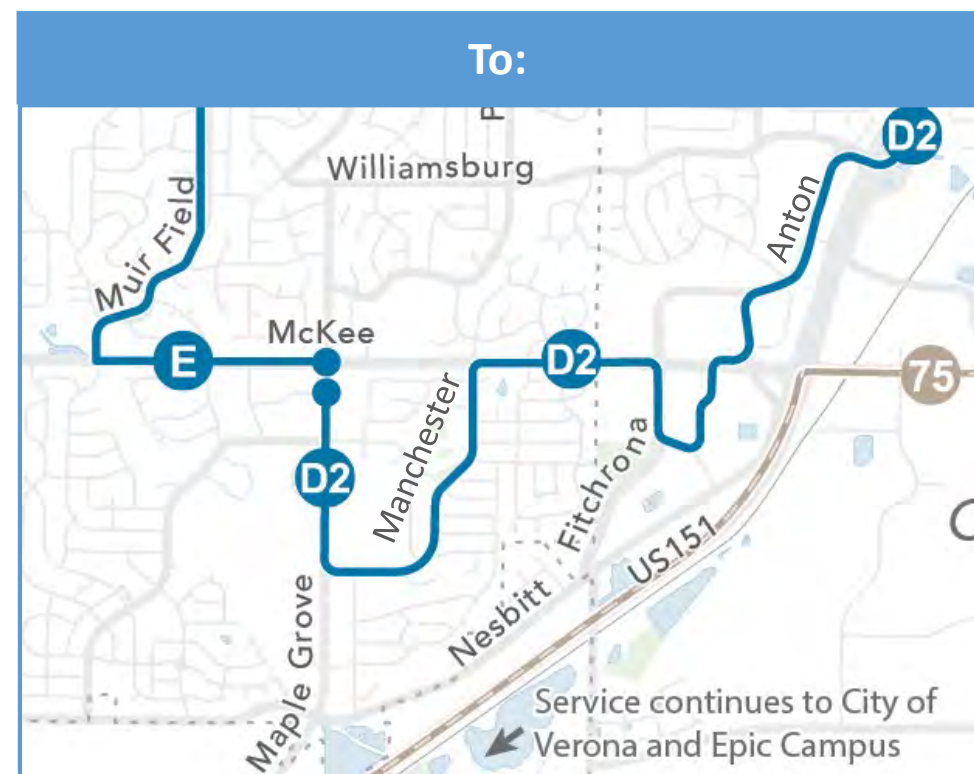 To:
D2
Williamsburg
Anton
Muir Field
McKee
E
D2
75
Manchester
D2
Fitchrona
US151
Nesbitt
Maple Grove
Service continues to City of
Verona and Epic Campus